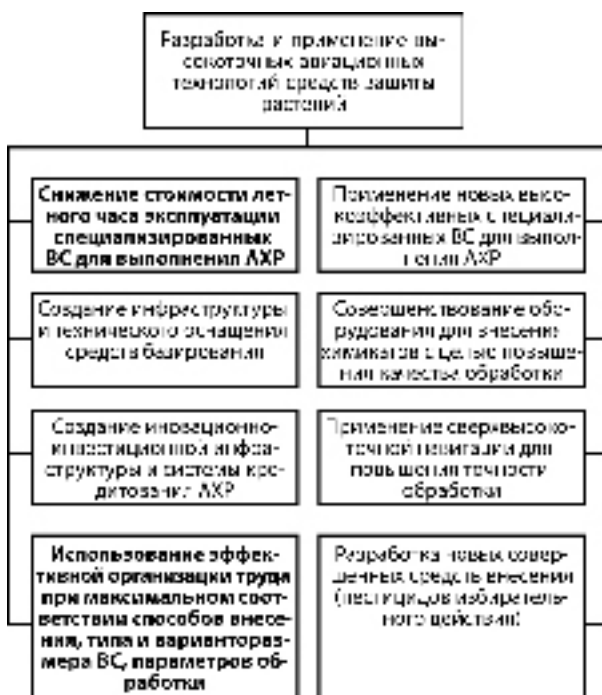 Разработка и применение вы-
сокоточных авиационных
технологий средств защиты
растений
Снижение стоимости лет-
ного часа эксплуатации
специализированных
ВС для выполнения АХР
Применение новых высо-
коэффективных специали-
зированных ВС для выпол-
нения АХР
Создание инфраструктуры
и технического оснащения
средств базирования
Совершенствование обо-
рудования для внесения
химикатов с целью повыше-
ния качества обработки
Создание иновационно-
инвестиционной инфра-
структуры и системы кре-
дитования АХР
Применение сверхвысоко-
точной навигации для
повышения точности
обработки
Использование эффек-
тивной организации труда
при максимальном соот-
ветствии способов внесе-
ния, типа и вариантораз-
мера ВС, параметров об-
работки
Разработка новых совер-
шенных средств внесения
(пестицидов избиратель-
ного действия)